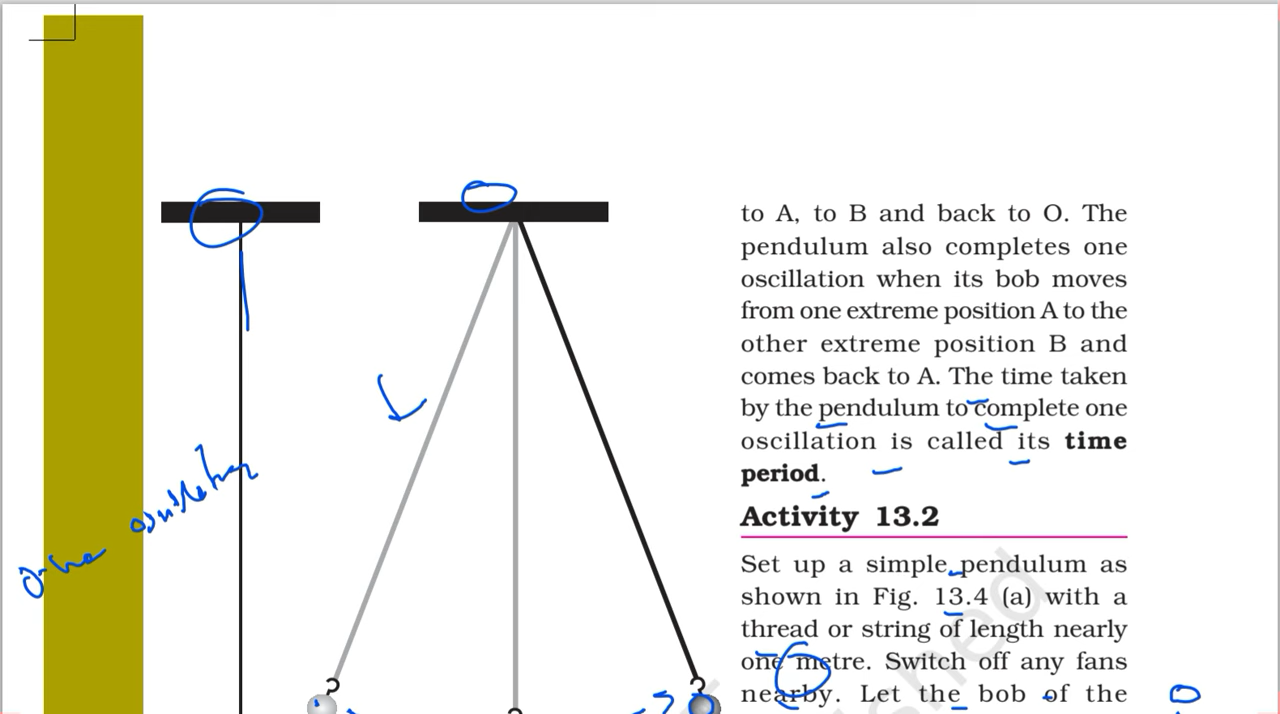 to A, to B and back to O. The
pendulum also completes one
oscillation when its bob moves
from one extreme position A to the
other extreme position B and
comes back to A. The time taken
by the pendulum to complete one
oscillation is called its time
period.
Activity 13.2
Set up a simple pendulum as
shown in Fig. 13.4 (a) with a
thread or string of length nearly
one metre. Switch off any fans
nearby. Let the bob of the